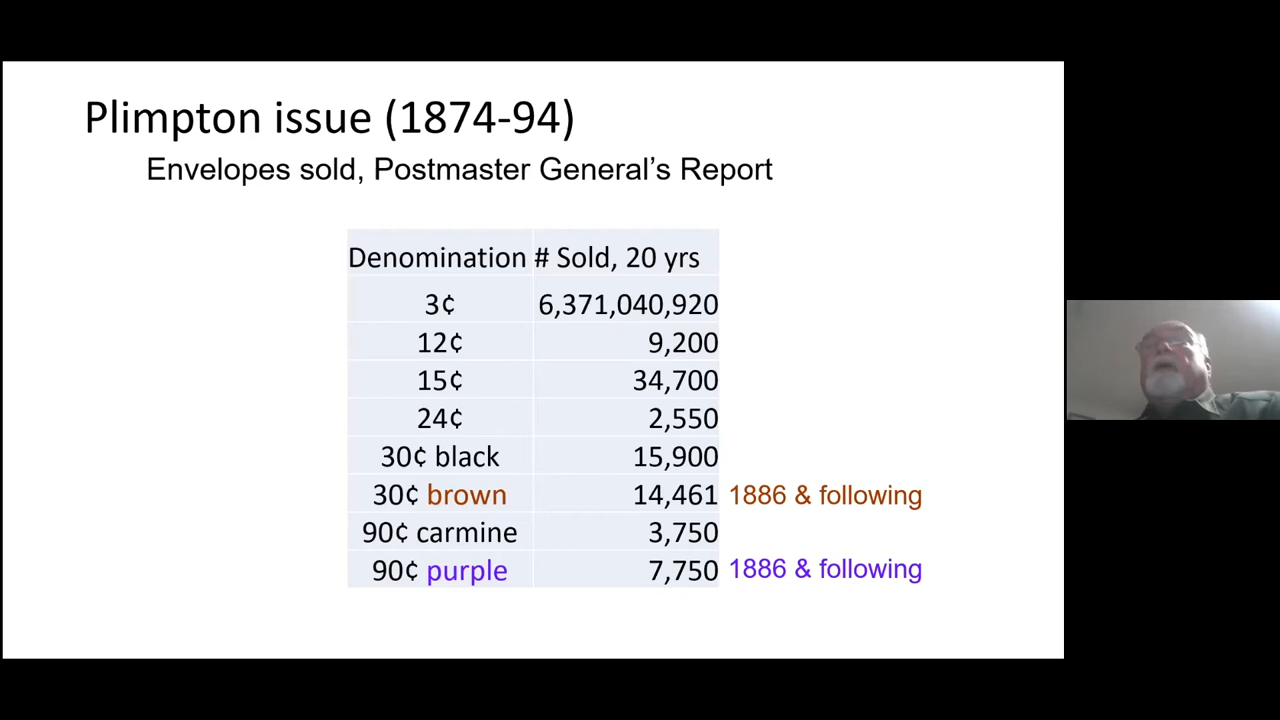 Plimpton issue (1874-94)
Envelopes sold, Postmaster General’s Report
Denomination # Sold, 20 yrs
3¢ 6,371,040,920
12¢ 9,200
15¢ 34,700
24¢ 2,550
30¢ black 15,900
30¢ brown 14,461 1886 & following
90¢ carmine 3,750
90¢ purple 7,750 1886 & following